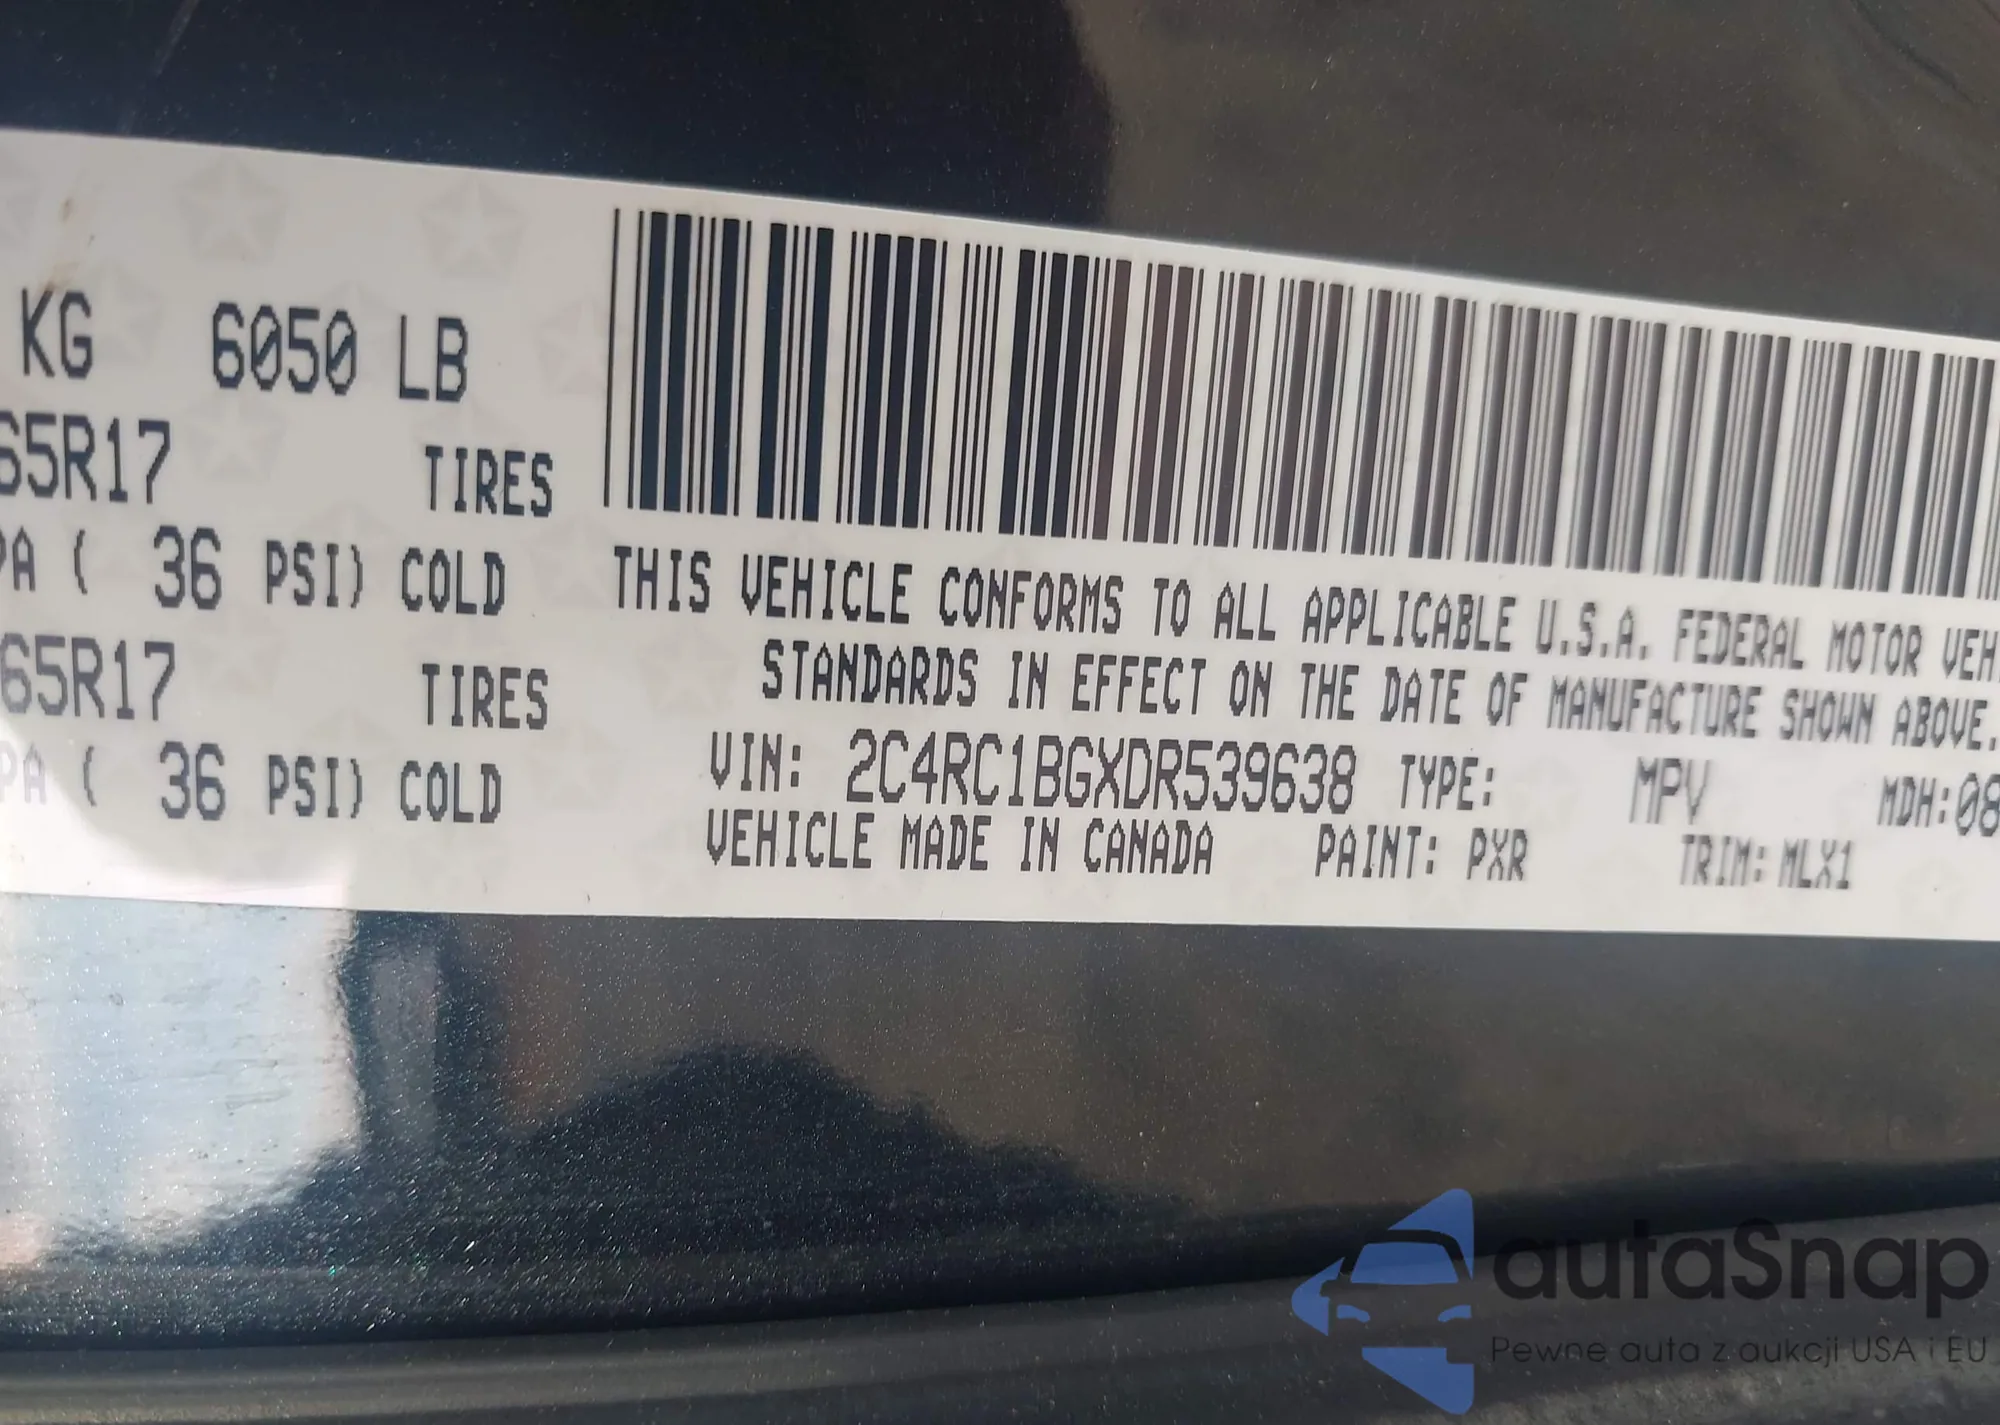 KG 6050 LB
65R17 TIRES
PA ( 36 PSI) COLD
65R17 TIRES
PA ( 36 PSI) COLD
THIS VEHICLE CONFORMS TO ALL APPLICABLE U.S.A. FEDERAL MOTOR VEH
STANDARDS IN EFFECT ON THE DATE OF MANUFACTURE SHOWN ABOVE.
VIN: 2C4RC1BGXDR539638 TYPE: MPV MDH:08
VEHICLE MADE IN CANADA PAINT: PXR TRIM: MLX1
autaSnap
Pewne auta z aukcji USA i EU